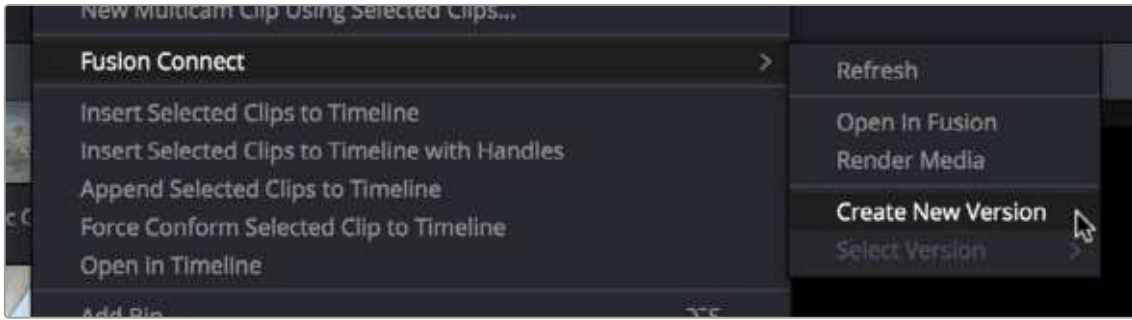 New Multicam Clip Using Selected Clips...
Fusion Connect >
Insert Selected Clips to Timeline
Insert Selected Clips to Timeline with Handles
Append Selected Clips to Timeline
Force Conform Selected Clip to Timeline
Open in Timeline
Add Bin
Refresh
Open In Fusion
Render Media
Create New Version
Select Version >